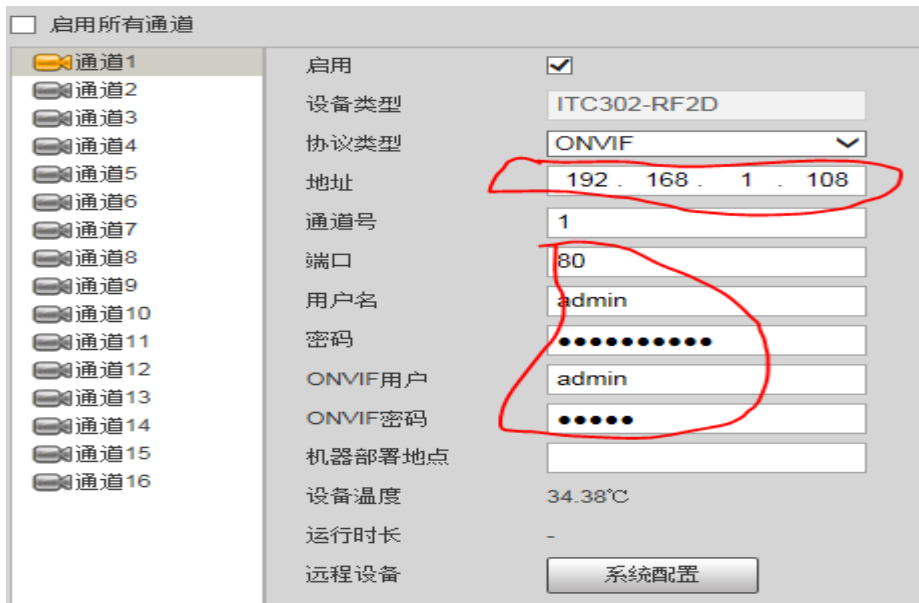 启用所有通道
通道1
通道2
通道3
通道4
通道5
通道6
通道7
通道8
通道9
通道10
通道11
通道12
通道13
通道14
通道15
通道16
启用
设备类型 ITC302-RF2D
协议类型 ONVIF
地址 192 . 168 . 1 . 108
通道号 1
端口 80
用户名 admin
密码 ●●●●●●●●●●
ONVIF用户 admin
ONVIF密码 ●●●●●
机器部署地点
设备温度 34.38℃
运行时长 -
远程设备 系统配置